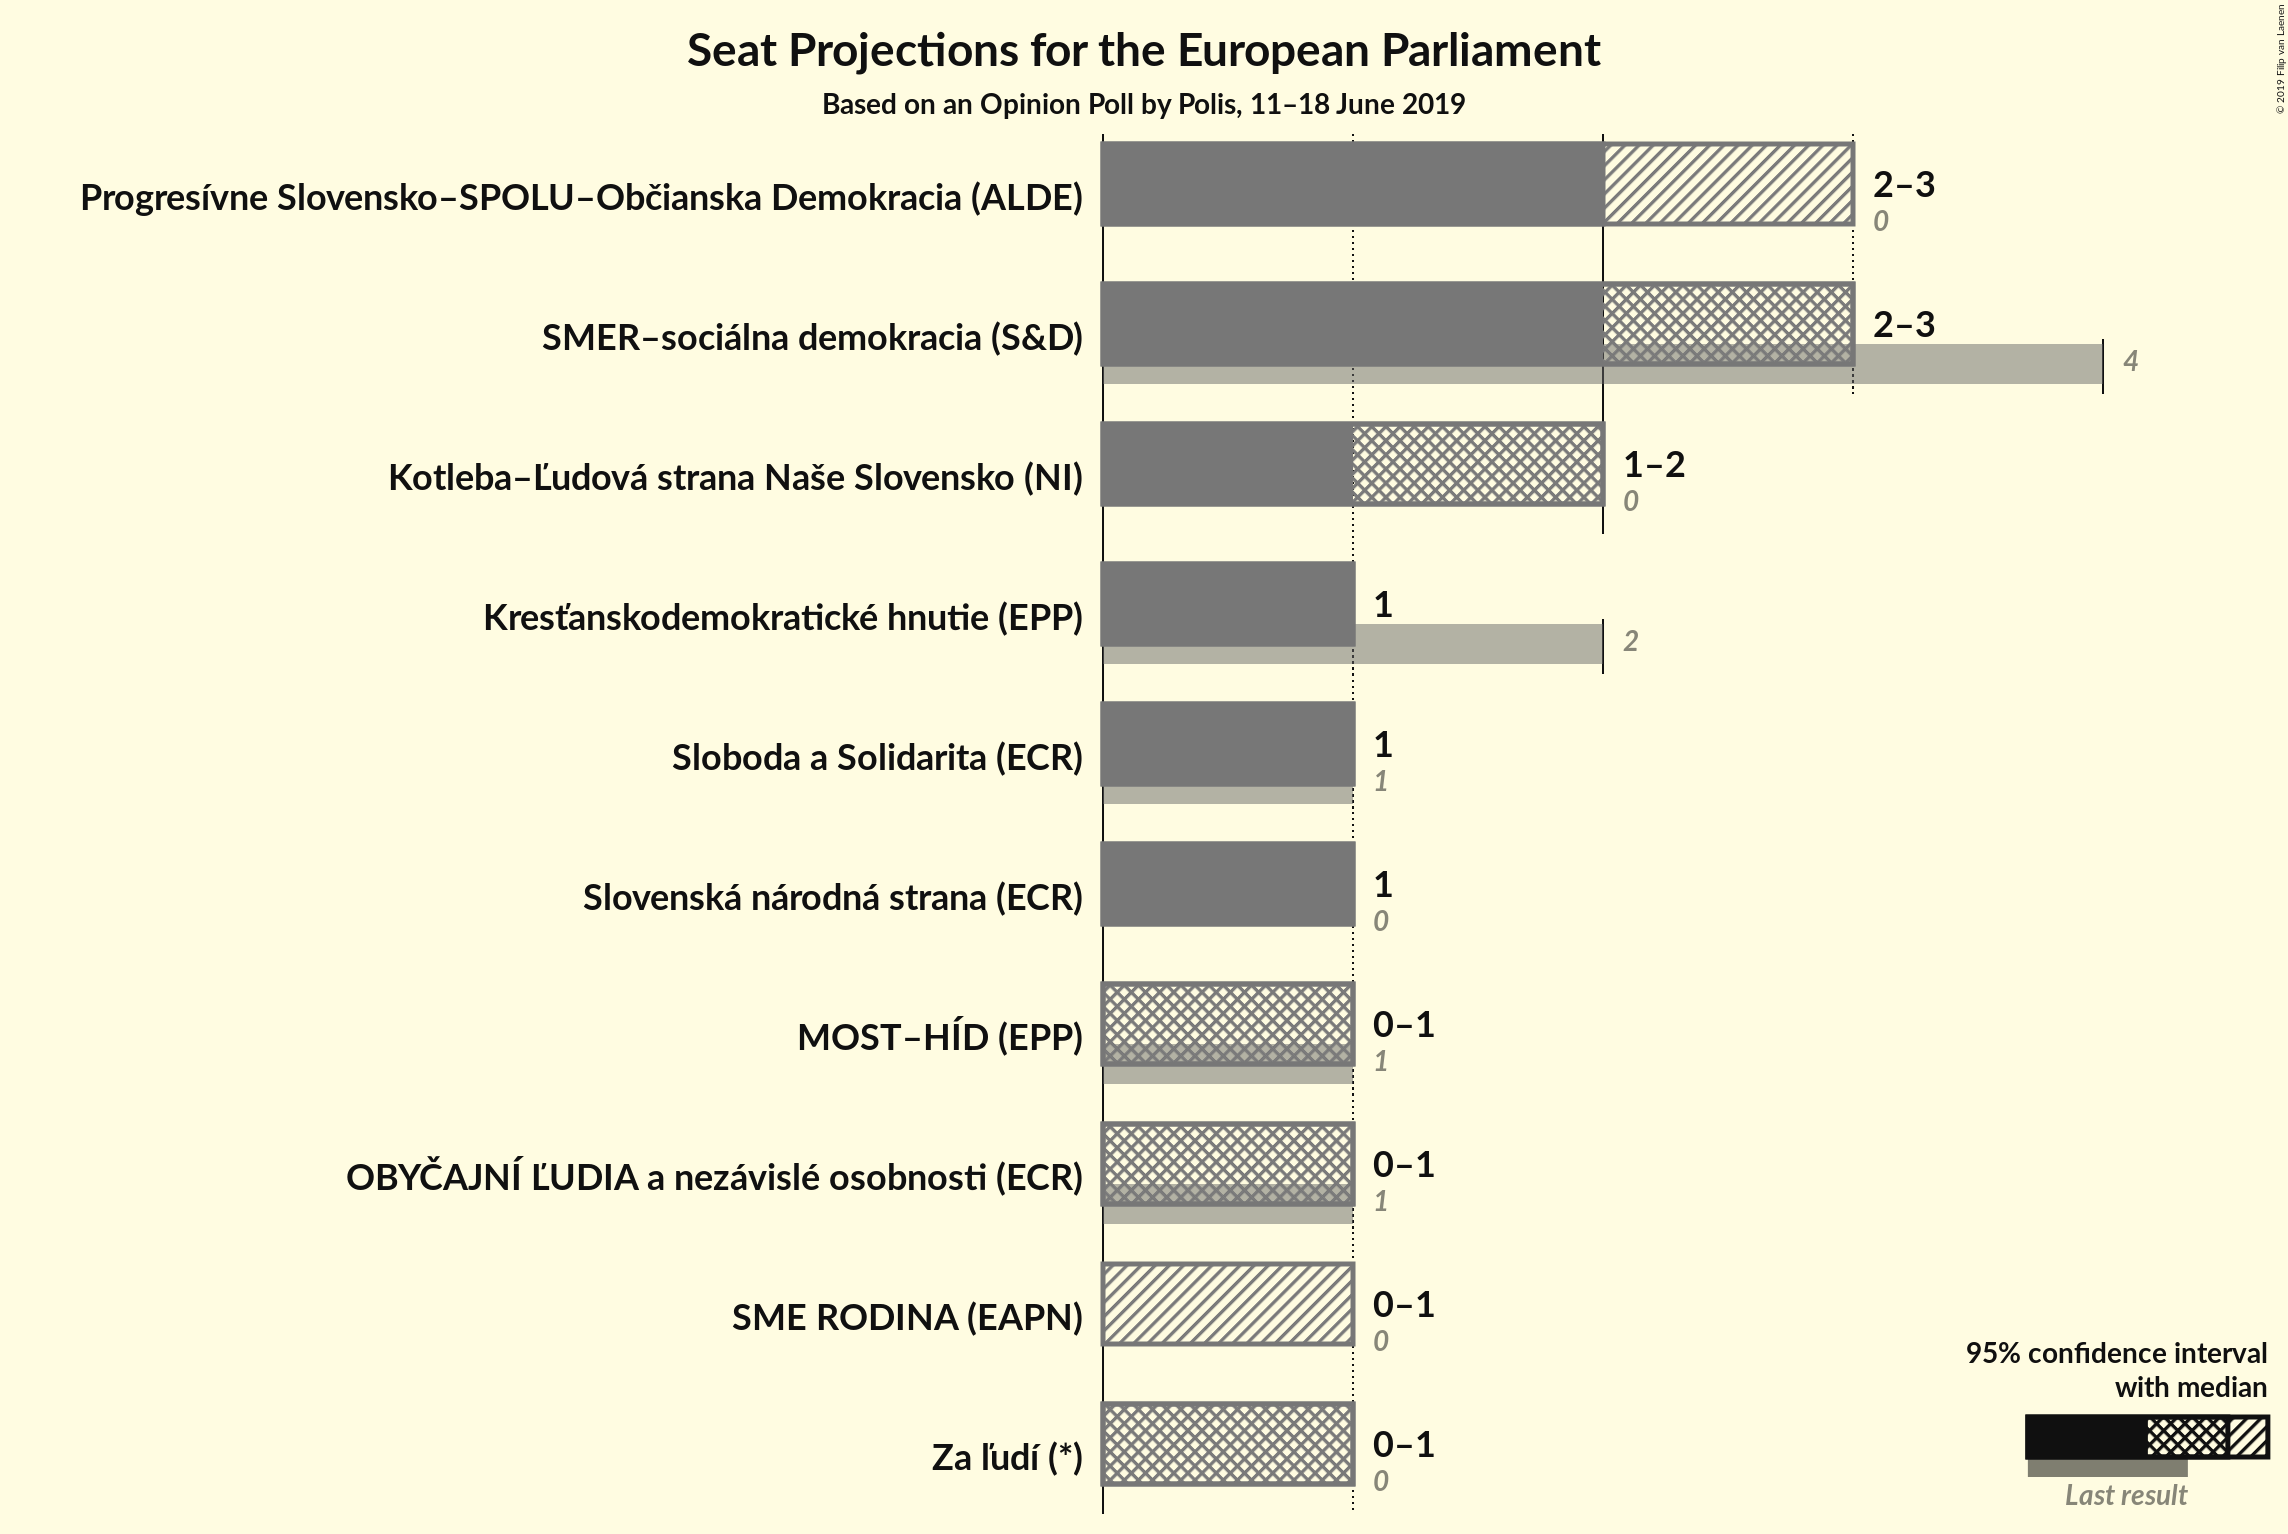 Seat Projections for the European Parliament
Based on an Opinion Poll by Polis, 11–18 June 2019
© 2019 Filip van Laenen
Progresívne Slovensko–SPOLU–Občianska Demokracia (ALDE)
2–3
0
SMER–sociálna demokracia (S&D)
2–3
4
Kotleba–Ľudová strana Naše Slovensko (NI)
1–2
0
Kresťanskodemokratické hnutie (EPP)
1
2
Sloboda a Solidarita (ECR)
1
1
Slovenská národná strana (ECR)
1
0
MOST–HÍD (EPP)
0–1
1
OBYČAJNÍ ĽUDIA a nezávislé osobnosti (ECR)
0–1
1
SME RODINA (EAPN)
0–1
0
Za ľudí (*)
0–1
0
95% confidence interval
with median
Last result